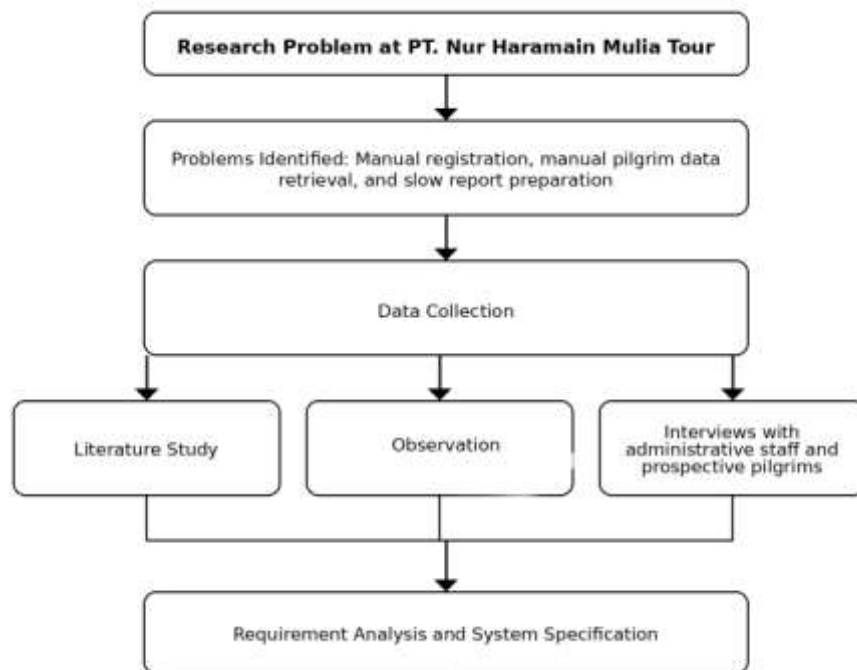 Research Problem at PT. Nur Haramain Mulia Tour
Problems Identified: Manual registration, manual pilgrim data
retrieval, and slow report preparation
Data Collection
Literature Study
Observation
Interviews with
administrative staff and
prospective pilgrims
Requirement Analysis and System Specification